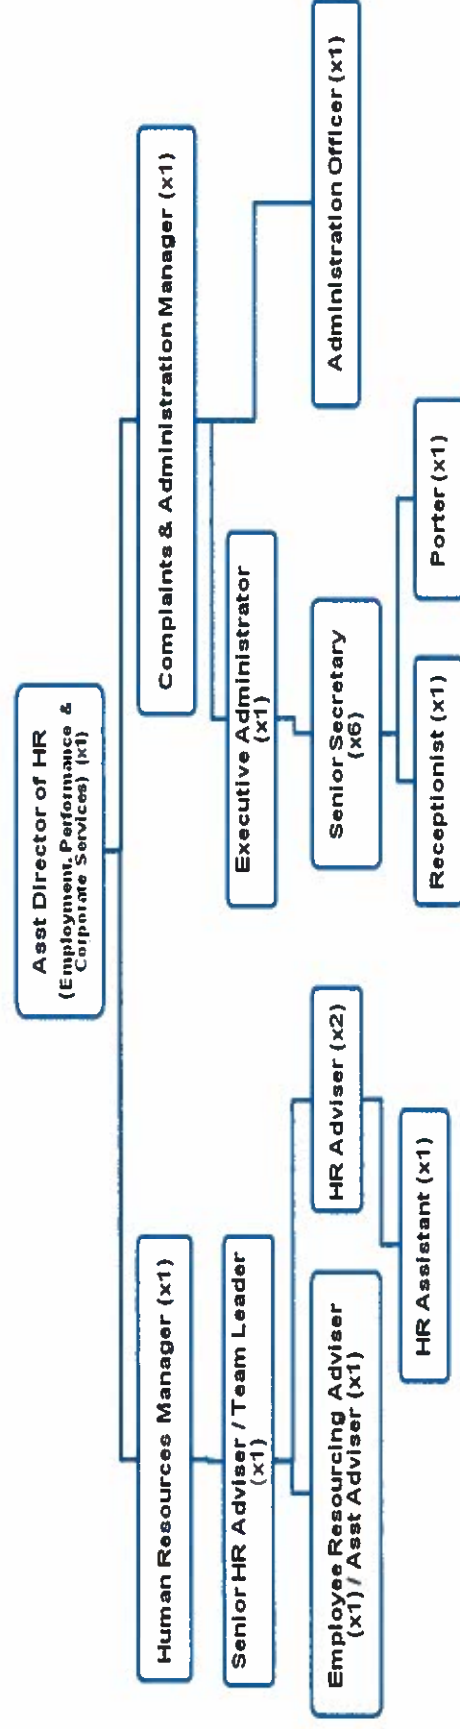 Asst Director of HR
(Employment, Performance &
Corporate Services) (x1)
Human Resources Manager (x1)
Complaints & Administration Manager (x1)
Senior HR Adviser / Team Leader
(x1)
Executive Administrator
(x1)
Employee Resourcing Adviser
(x1) / Asst Adviser (x1)
HR Adviser (x2)
Senior Secretary
(x6)
Administration Officer (x1)
HR Assistant (x1)
Receptionist (x1)
Porter (x1)